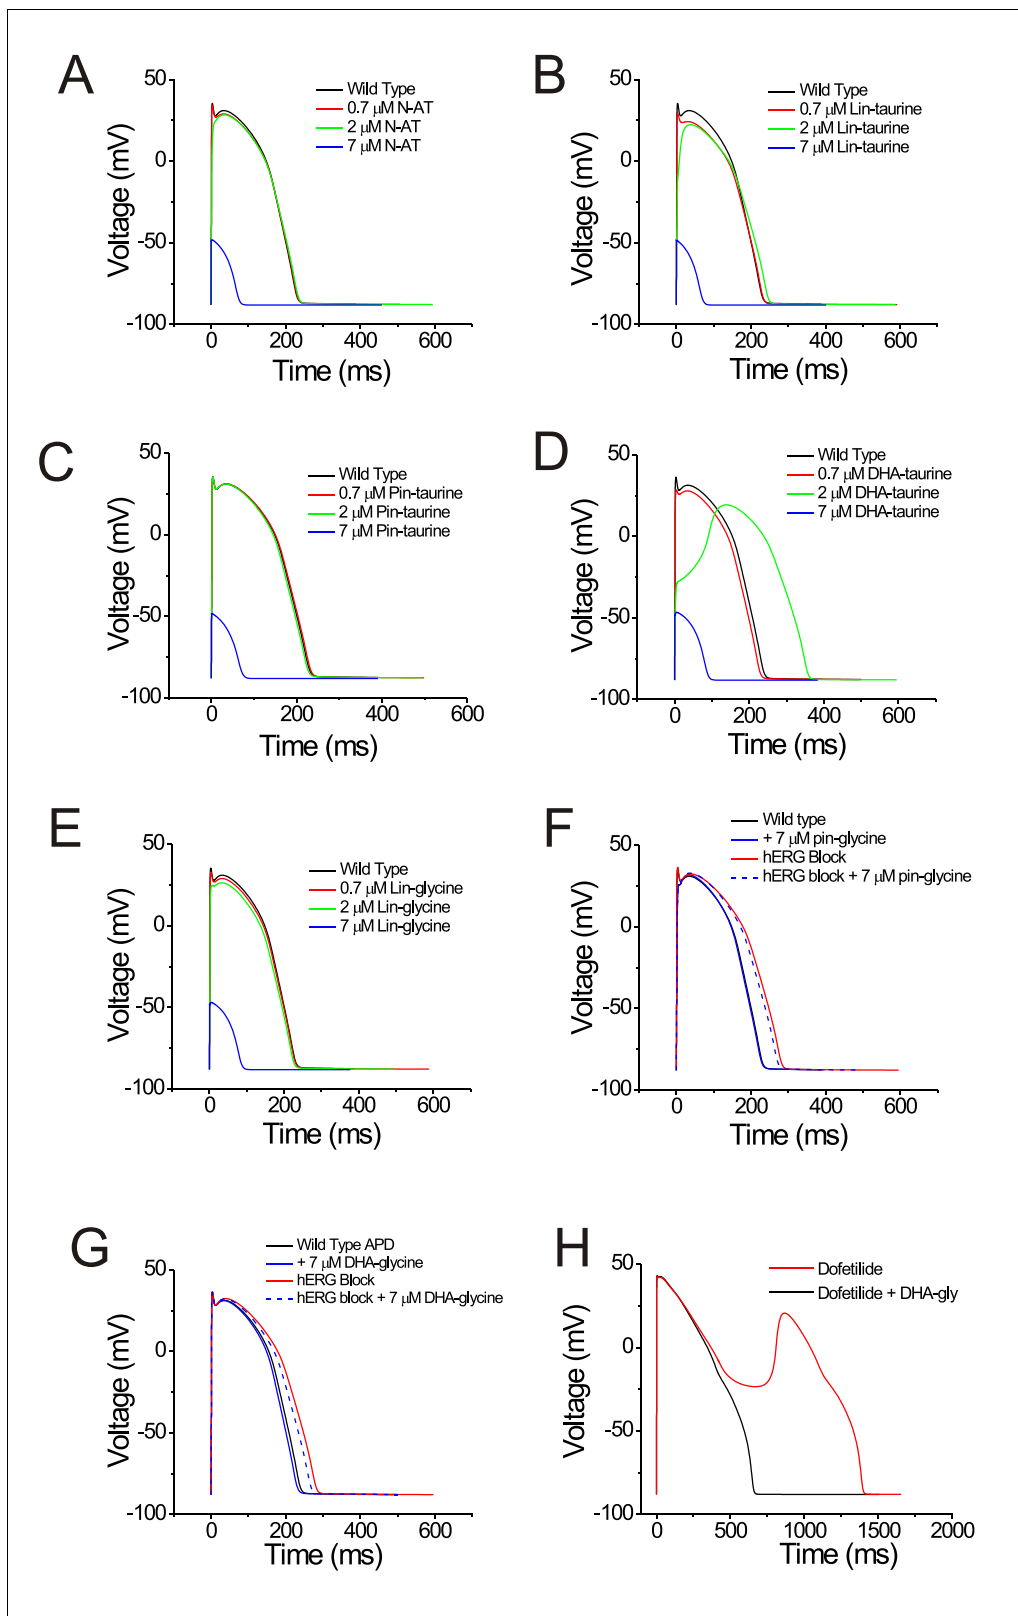 A
Wild Type
0.7 μM N-AT
2 μM N-AT
7 μM N-AT
50
0
-50
-100
Voltage (mV)
0 200 400 600
Time (ms)
B
Wild Type
0.7 μM Lin-taurine
2 μM Lin-taurine
7 μM Lin-taurine
50
0
-50
-100
Voltage (mV)
0 200 400 600
Time (ms)
C
Wild Type
0.7 μM Pin-taurine
2 μM Pin-taurine
7 μM Pin-taurine
50
0
-50
-100
Voltage (mV)
0 200 400 600
Time (ms)
D
Wild Type
0.7 μM DHA-taurine
2 μM DHA-taurine
7 μM DHA-taurine
50
0
-50
-100
Voltage (mV)
0 200 400 600
Time (ms)
E
Wild Type
0.7 μM Lin-glycine
2 μM Lin-glycine
7 μM Lin-glycine
50
0
-50
-100
Voltage (mV)
0 200 400 600
Time (ms)
F
Wild type
+ 7 μM pin-glycine
hERG Block
hERG block + 7 μM pin-glycine
50
0
-50
-100
Voltage (mV)
0 200 400 600
Time (ms)
G
Wild Type APD
+ 7 μM DHA-glycine
hERG Block
hERG block + 7 μM DHA-glycine
50
0
-50
-100
Voltage (mV)
0 200 400 600
Time (ms)
H
Dofetilide
Dofetilide + DHA-gly
50
0
-50
-100
Voltage (mV)
0 500 1000 1500 2000
Time (ms)